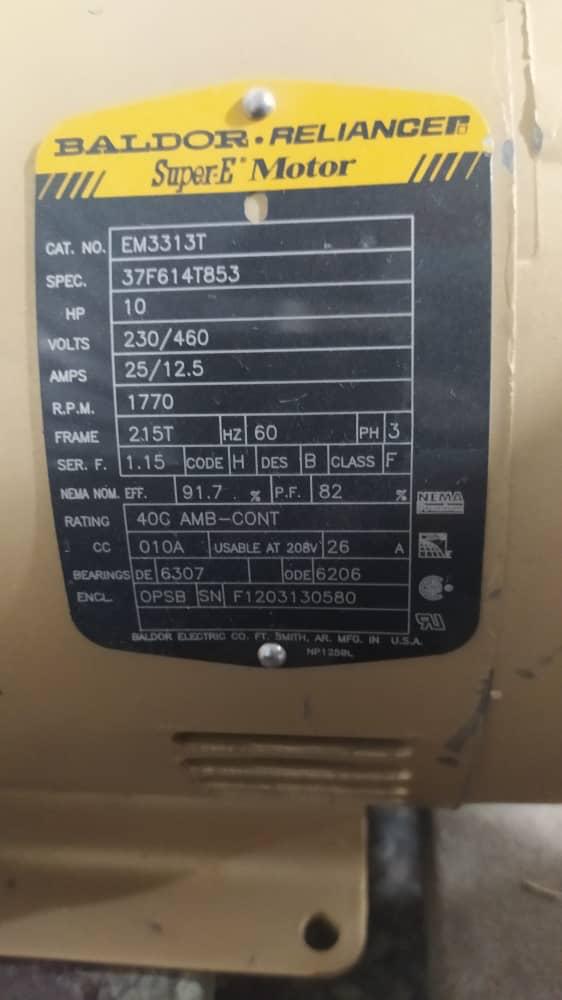 BALDOR • RELIANCER
Super-E Motor
CAT. NO. EM3313T
SPEC. 37F614T853
HP 10
VOLTS 230/460
AMPS 25/12.5
R.P.M. 1770
FRAME 215T HZ 60 PH 3
SER. F. 1.15 CODE H DES B CLASS F
NEMA NOM. EFF. 91.7 % P.F. 82 %
NEMA
RATING 40C AMB-CONT
CC 010A USABLE AT 208V 26 A
BEARINGS DE 6307 ODE 6206
ENCL. OPSB SN F1203130580
BALDOR ELECTRIC CO. FT. SMITH, AR. MFG. IN U.S.A.